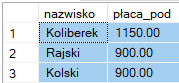 nazwisko płaca_pod
1 Koliberek 1150.00
2 Rajski 900.00
3 Kolski 900.00